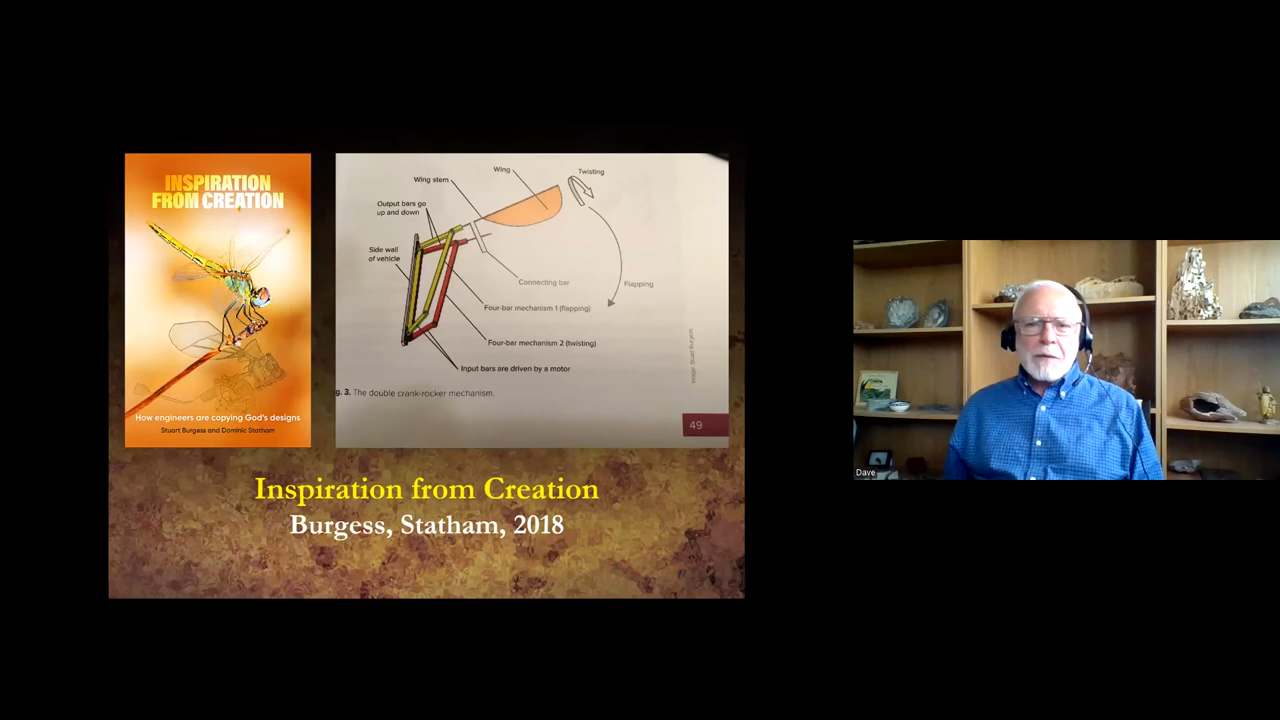 INSPIRATION
FROM CREATION
How engineers are copying God's designs
Stuart Burgess and Dominic Statham
Wing
Twisting
Wing stem
Output bars go
up and down
Side wall
of vehicle
Connecting bar
Flapping
Four-bar mechanism 1 (flapping)
Four-bar mechanism 2 (twisting)
Input bars are driven by a motor
Image: Stuart Burgess
g. 3. The double crank-rocker mechanism.
49
Inspiration from Creation
Burgess, Statham, 2018
Dave